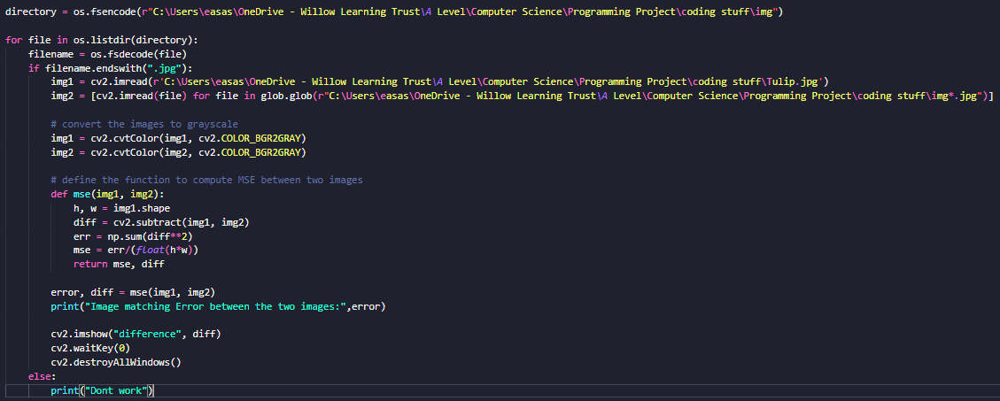 directory = os.fsencode(r"C:\Users\easas\OneDrive - Willow Learning Trust\A Level\Computer Science\Programming Project\coding stuff\img")
for file in os.listdir(directory):
    filename = os.fsdecode(file)
    if filename.endswith(".jpg"):
        img1 = cv2.imread(r'C:\Users\easas\OneDrive - Willow Learning Trust\A Level\Computer Science\Programming Project\coding stuff\Tulip.jpg')
        img2 = [cv2.imread(file) for file in glob.glob(r"C:\Users\easas\OneDrive - Willow Learning Trust\A Level\Computer Science\Programming Project\coding stuff\img*.jpg")]
        # convert the images to grayscale
        img1 = cv2.cvtColor(img1, cv2.COLOR_BGR2GRAY)
        img2 = cv2.cvtColor(img2, cv2.COLOR_BGR2GRAY)
        # define the function to compute MSE between two images
        def mse(img1, img2):
            h, w = img1.shape
            diff = cv2.subtract(img1, img2)
            err = np.sum(diff**2)
            mse = err/(float(h*w))
            return mse, diff
        error, diff = mse(img1, img2)
        print("Image matching Error between the two images:",error)
        cv2.imshow("difference", diff)
        cv2.waitKey(0)
        cv2.destroyAllWindows()
    else:
        print("Dont work")